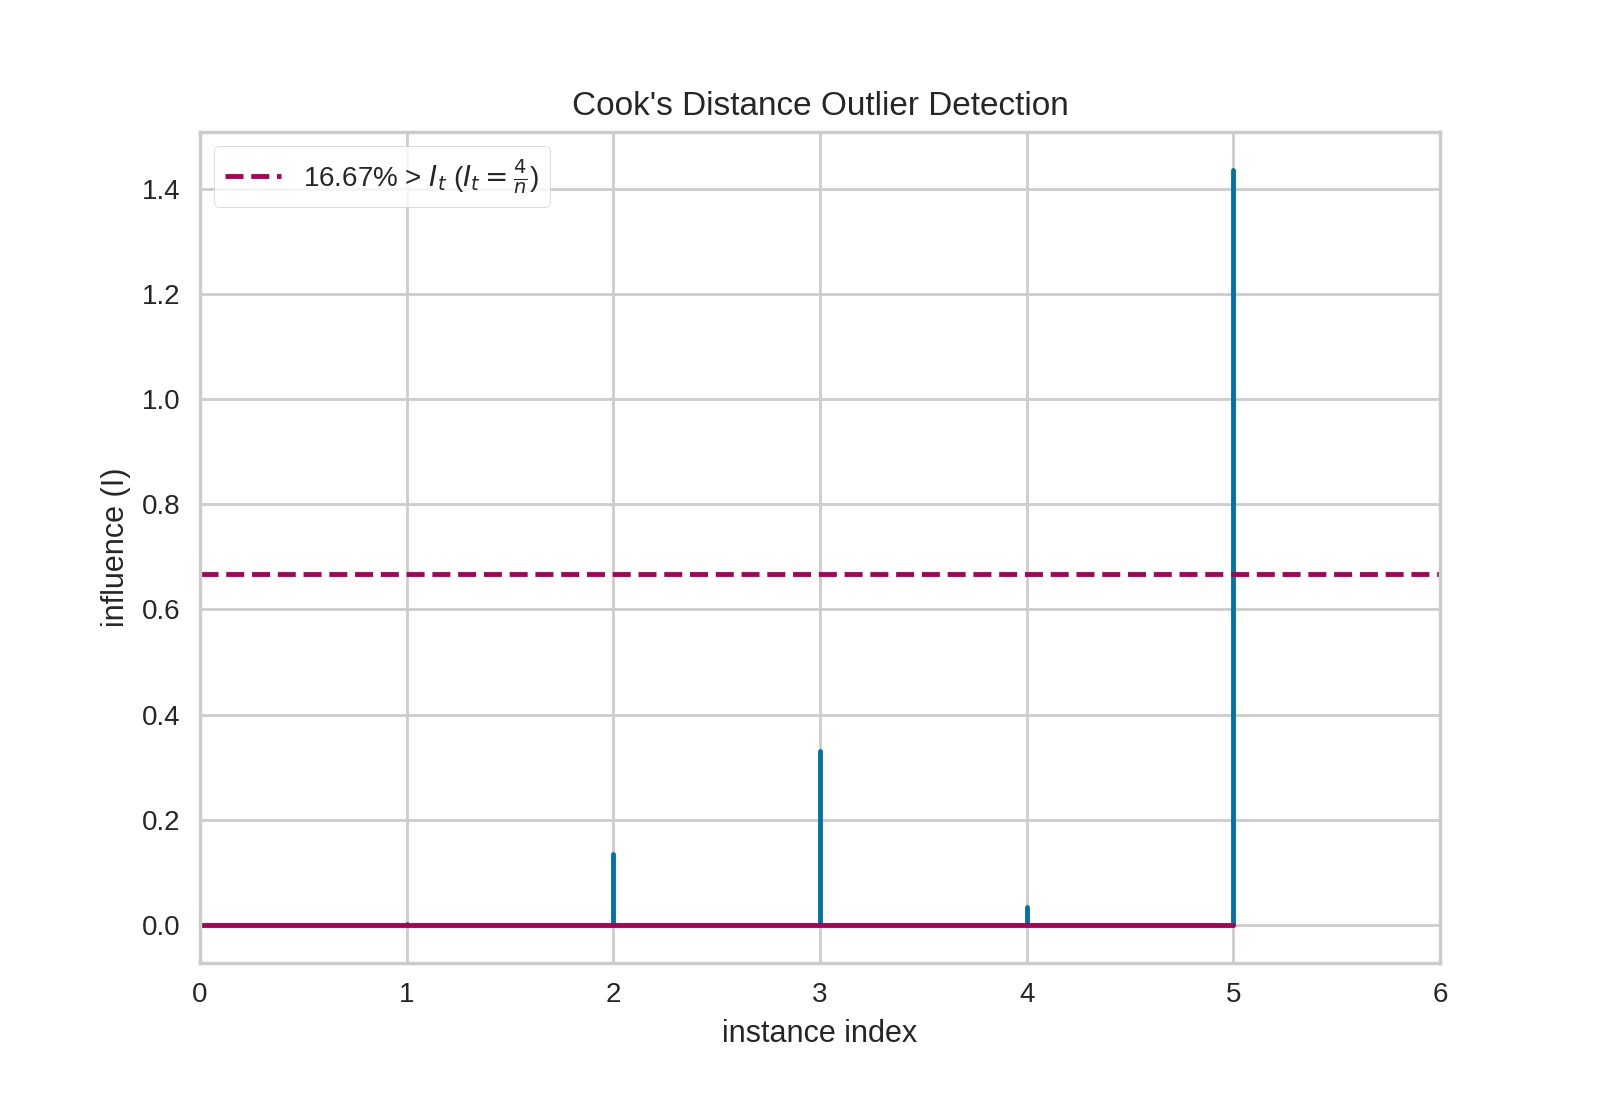 Cook's Distance Outlier Detection
16.67% > I_t (I_t = 4/n)
influence (I)
1.4
1.2
1.0
0.8
0.6
0.4
0.2
0.0
0 1 2 3 4 5 6
instance index